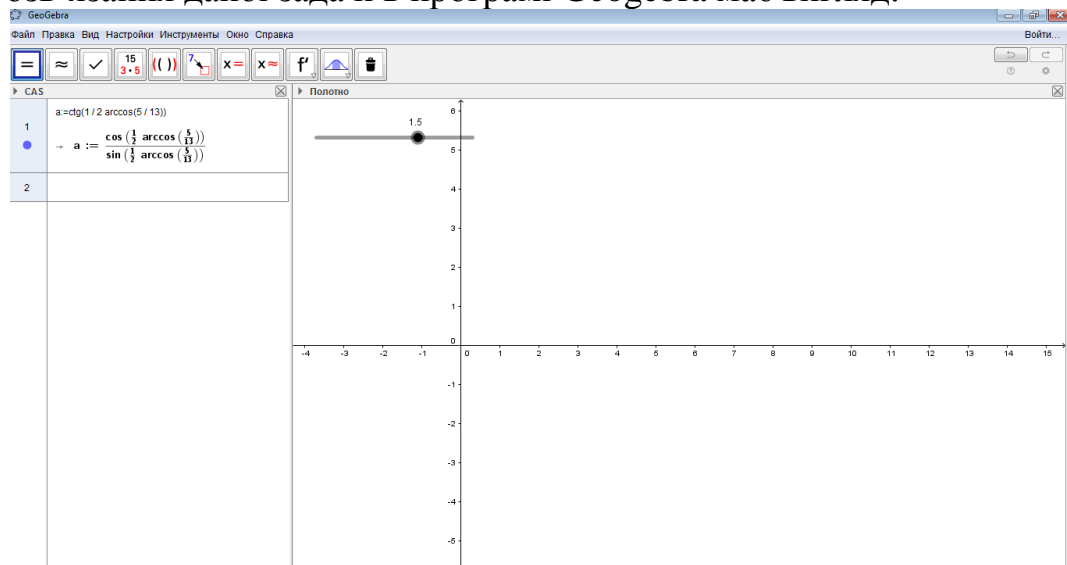 GeoGebra
Файл Правка Вид Настройки Инструменты Окно Справка Войти...
= ≈ ✓ 15 3·5 (( )) 7 x= x≈ f'
CAS
Полотно
1
a:=ctg(1 / 2 arccos(5 / 13))
→ a := cos (1/2 arccos (5/13)) / sin (1/2 arccos (5/13))
2
1.5
6
5
4
3
2
1
0
-4 -3 -2 -1 0 1 2 3 4 5 6 7 8 9 10 11 12 13 14 15
-1
-2
-3
-4
-5